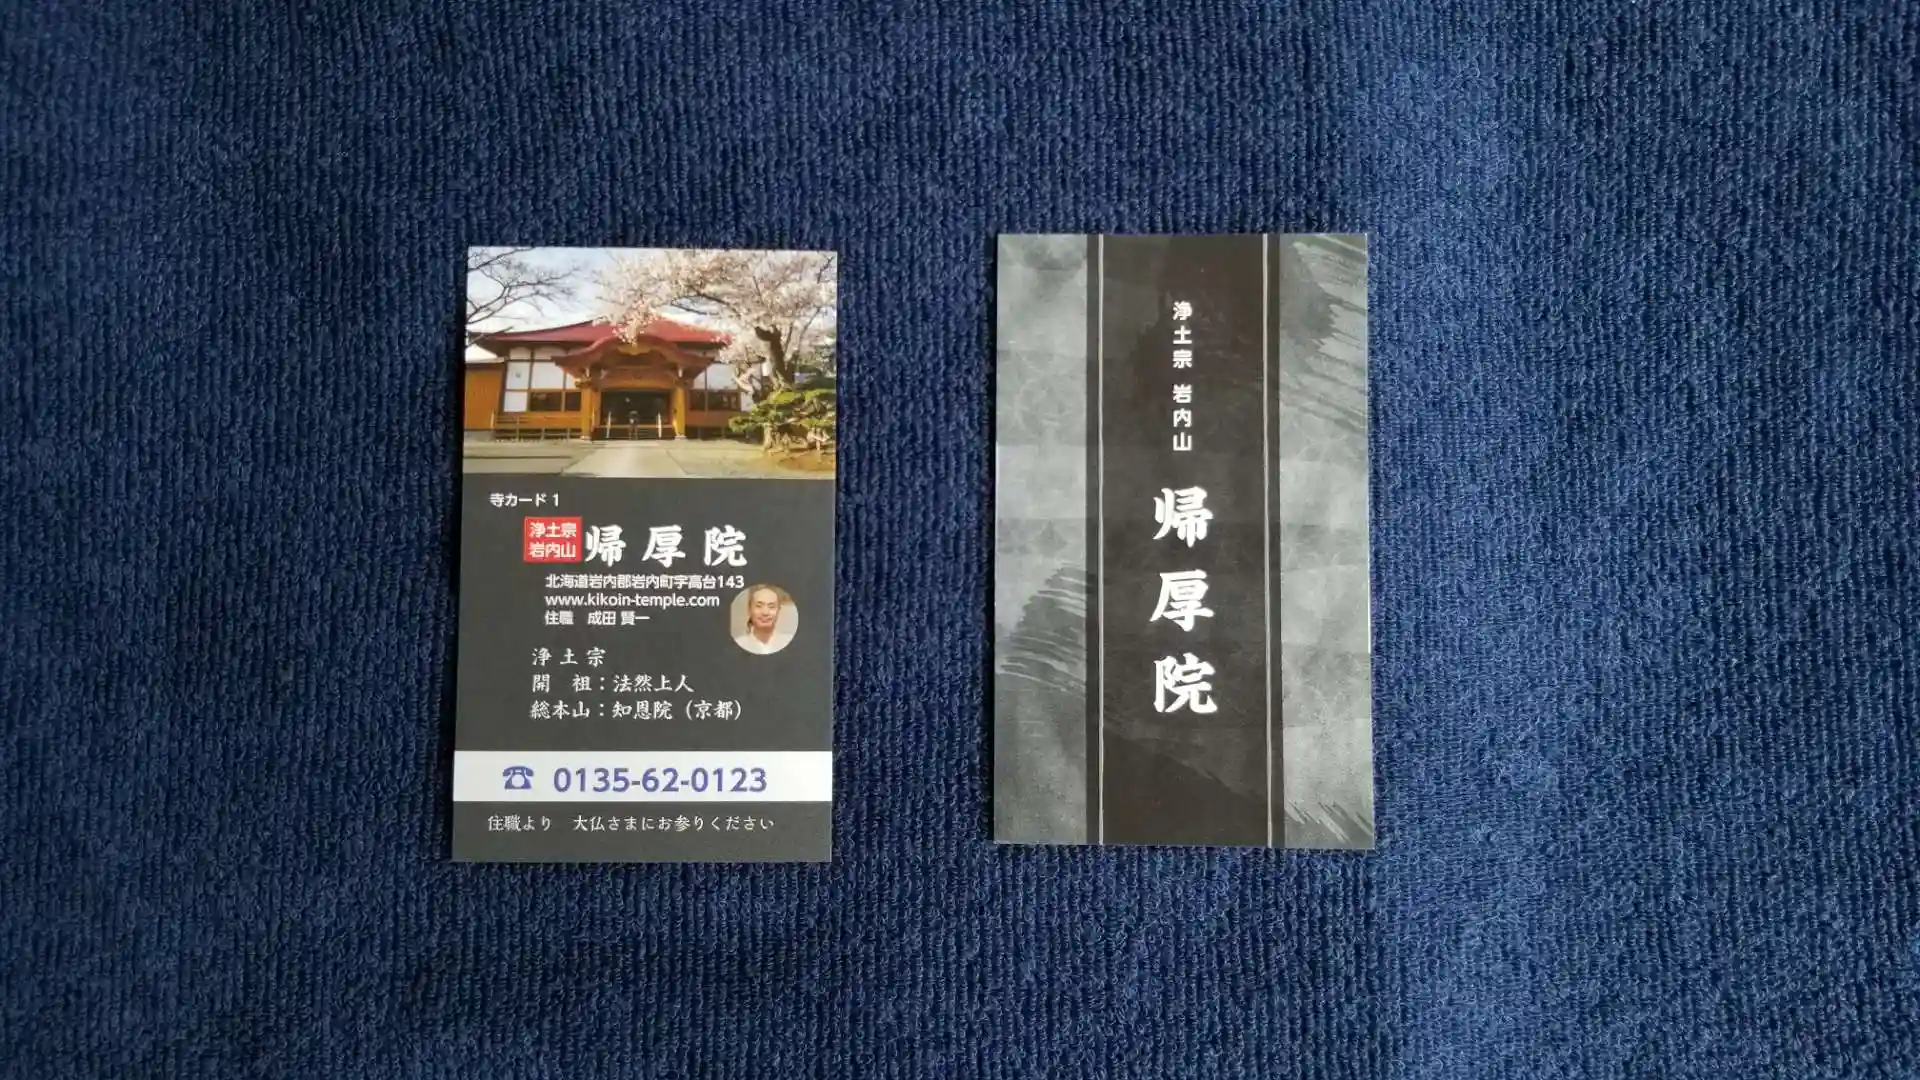 寺カード 1
浄土宗
岩内山
帰厚院
北海道岩内郡岩内町字高台143
www.kikoin-temple.com
住職　成田 賢一
浄土宗
開　祖：法然上人
総本山：知恩院（京都）
☎ 0135-62-0123
住職より　大仏さまにお参りください
浄土宗 岩内山
帰厚院